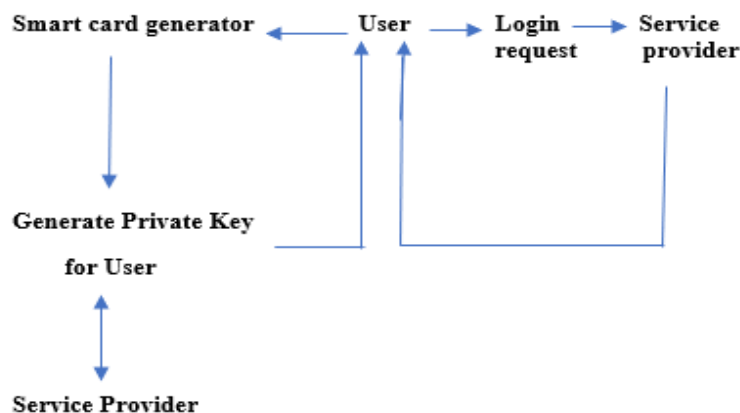 Smart card generator
User
Login
request
Service
provider
Generate Private Key
for User
Service Provider